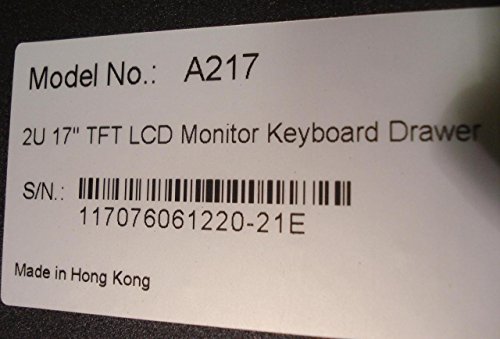 Model No.: A217
2U 17" TFT LCD Monitor Keyboard Drawer
S/N.:
117076061220-21E
Made in Hong Kong